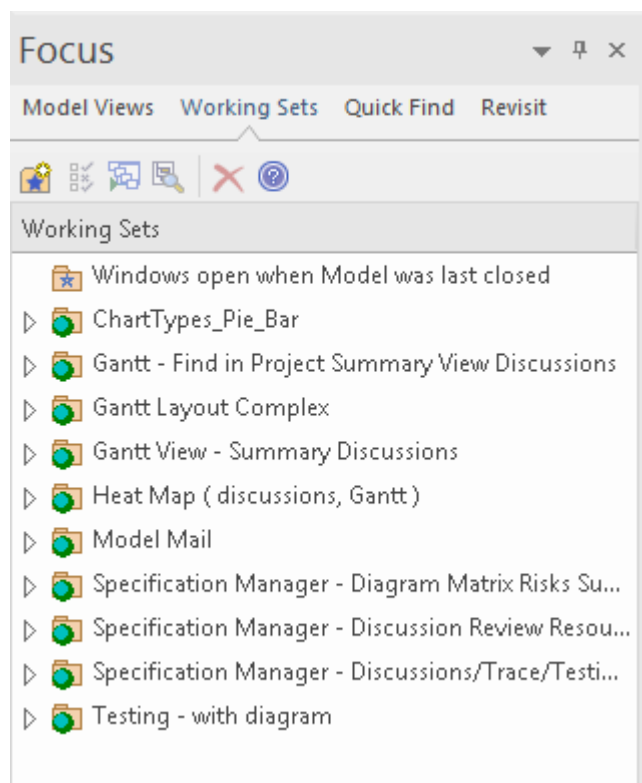 Focus
Model Views Working Sets Quick Find Revisit
Working Sets
Windows open when Model was last closed
ChartTypes_Pie_Bar
Gantt - Find in Project Summary View Discussions
Gantt Layout Complex
Gantt View - Summary Discussions
Heat Map ( discussions, Gantt )
Model Mail
Specification Manager - Diagram Matrix Risks Su...
Specification Manager - Discussion Review Resou...
Specification Manager - Discussions/Trace/Testi...
Testing - with diagram